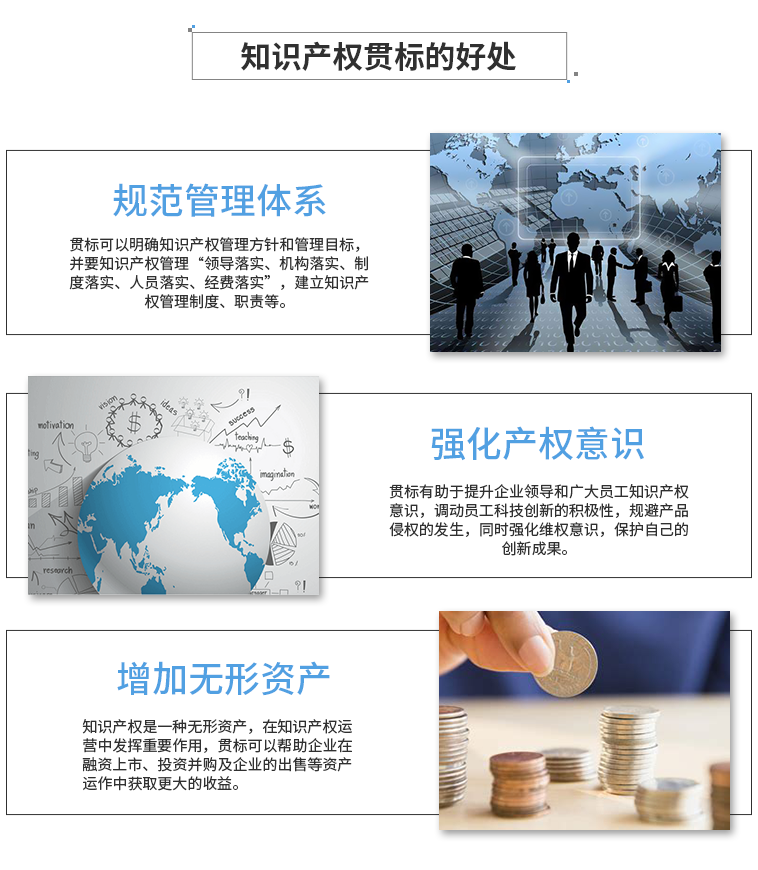 知识产权贯标的好处
规范管理体系
贯标可以明确知识产权管理方针和管理目标，
并要知识产权管理“领导落实、机构落实、制
度落实、人员落实、经费落实”，建立知识产
权管理制度、职责等。
motivation
vision
ideas
success
teaching
imagination
research
强化产权意识
贯标有助于提升企业领导和广大员工知识产权
意识，调动员工科技创新的积极性，规避产品
侵权的发生，同时强化维权意识，保护自己的
创新成果。
增加无形资产
知识产权是一种无形资产，在知识产权运
营中发挥重要作用，贯标可以帮助企业在
融资上市、投资并购及企业的出售等资产
运作中获取更大的收益。